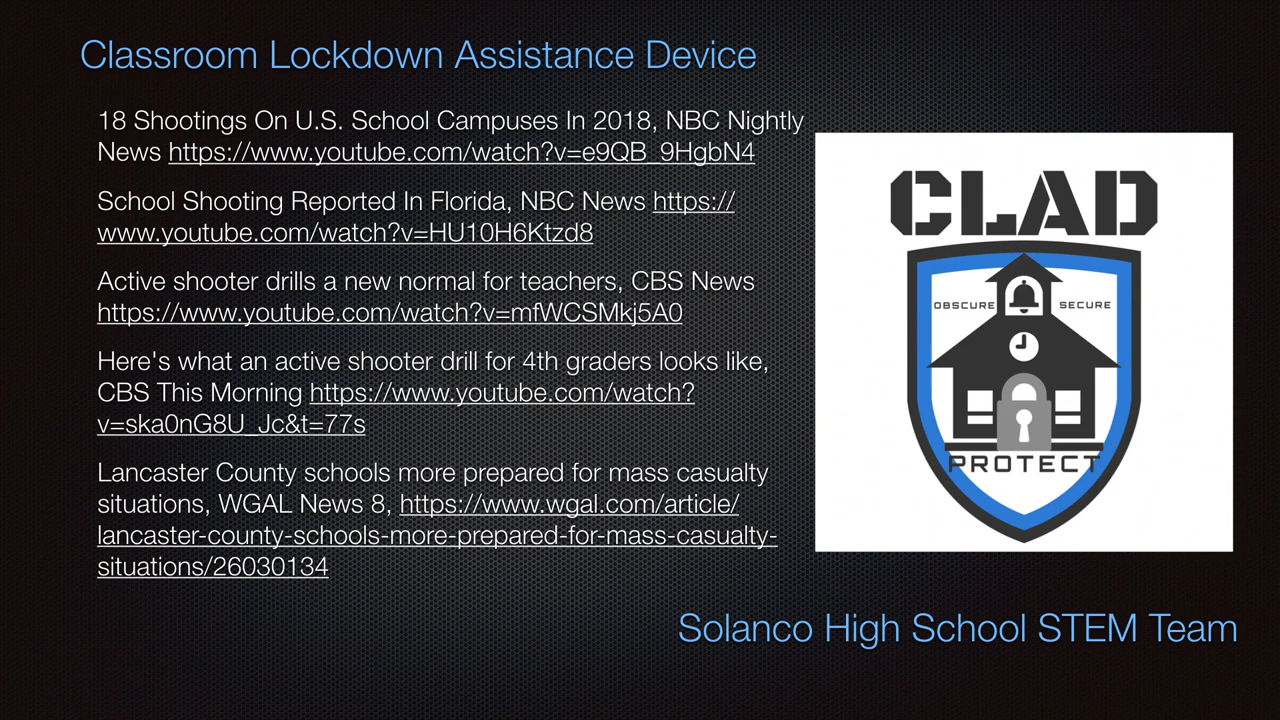 Classroom Lockdown Assistance Device
18 Shootings On U.S. School Campuses In 2018, NBC Nightly
News https://www.youtube.com/watch?v=e9QB_9HgbN4
School Shooting Reported In Florida, NBC News https://
www.youtube.com/watch?v=HU10H6Ktzd8
Active shooter drills a new normal for teachers, CBS News
https://www.youtube.com/watch?v=mfWCSMkj5A0
Here's what an active shooter drill for 4th graders looks like,
CBS This Morning https://www.youtube.com/watch?
v=ska0nG8U_Jc&t=77s
Lancaster County schools more prepared for mass casualty
situations, WGAL News 8, https://www.wgal.com/article/
lancaster-county-schools-more-prepared-for-mass-casualty-
situations/26030134
CLAD
OBSCURE SECURE
PROTECT
Solanco High School STEM Team